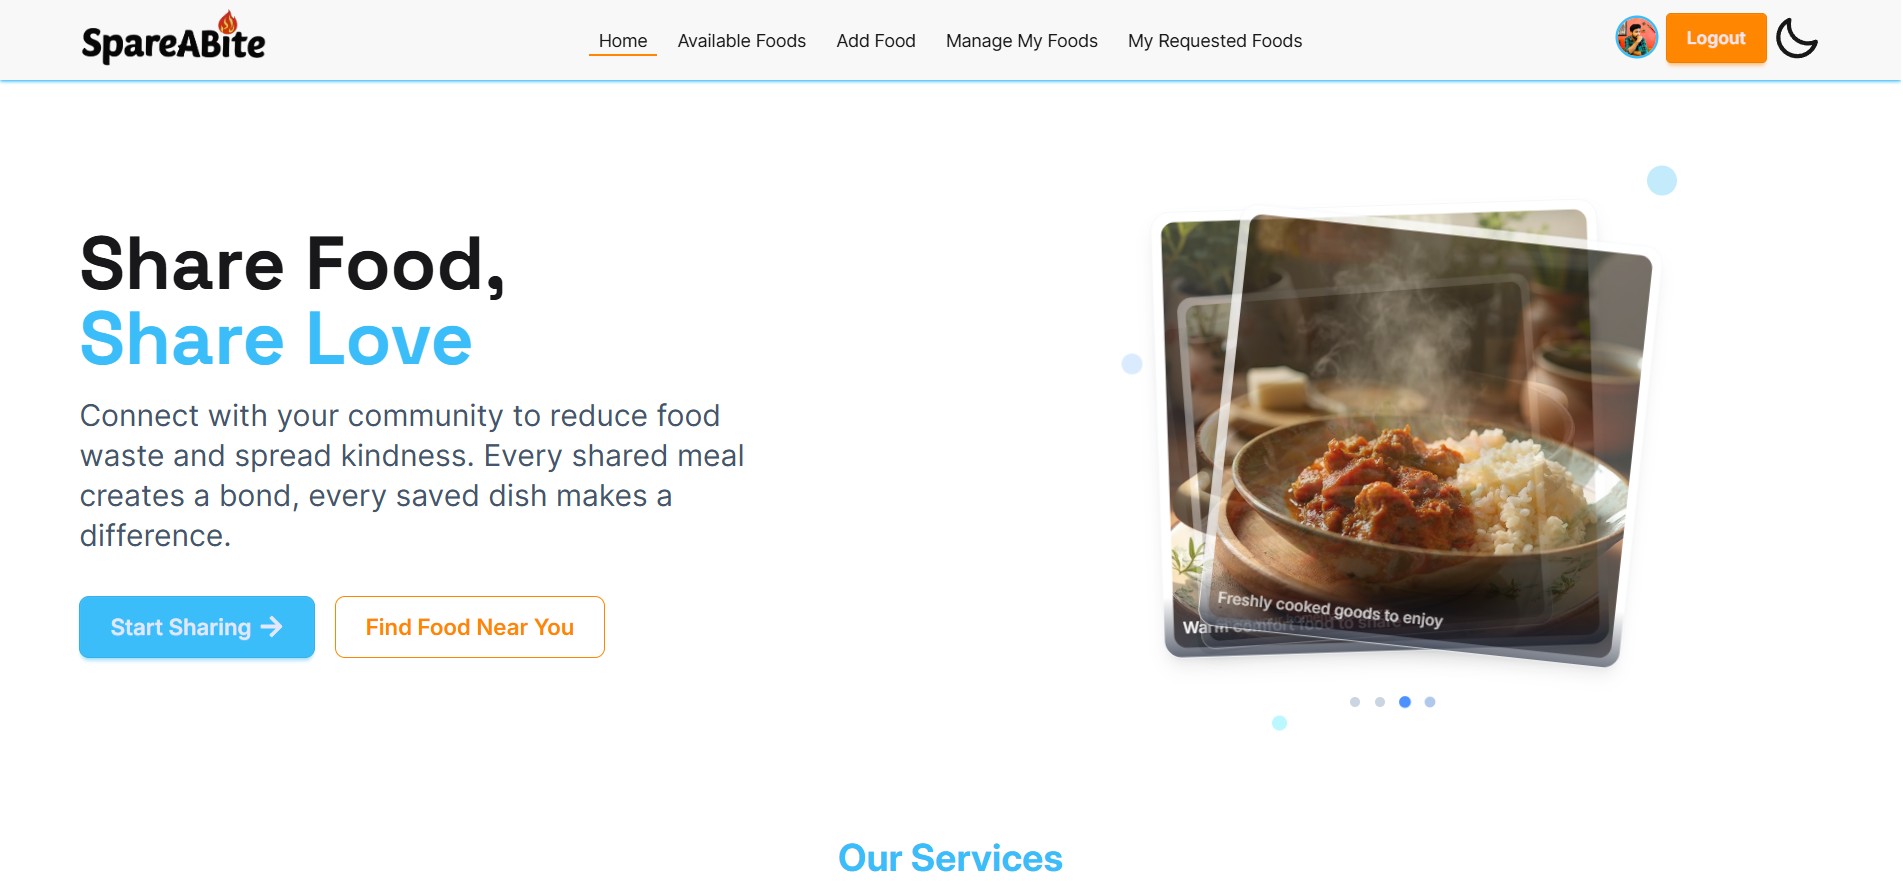 SpareABite
Home
Available Foods
Add Food
Manage My Foods
My Requested Foods
Logout
Share Food,
Share Love
Connect with your community to reduce food
waste and spread kindness. Every shared meal
creates a bond, every saved dish makes a
difference.
Start Sharing
Find Food Near You
Freshly cooked goods to enjoy
Warm comfort food to share
Our Services